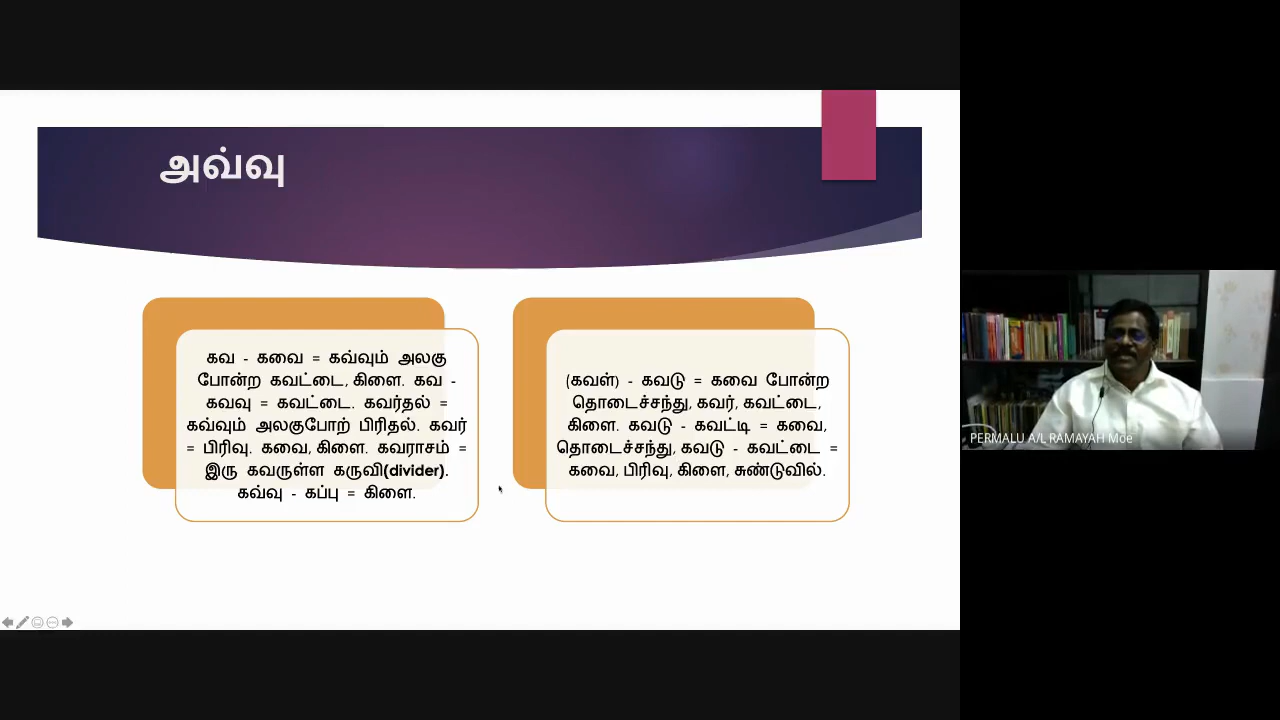 அவ்வு
கவ - கவை = கவ்வும் அலகு
போன்ற கவட்டை, கிளை. கவ -
கவவு = கவட்டை. கவர்தல் =
கவ்வும் அலகுபோற் பிரிதல். கவர்
= பிரிவு. கவை, கிளை. கவராசம் =
இரு கவருள்ள கருவி(divider).
கவ்வு - கப்பு = கிளை.
(கவள்) - கவடு = கவை போன்ற
தொடைச்சந்து, கவர், கவட்டை,
கிளை. கவடு - கவட்டி = கவை,
தொடைச்சந்து, கவடு - கவட்டை =
கவை, பிரிவு, கிளை, சுண்டுவில்.
PERMALU A/L RAMAYAH Moe